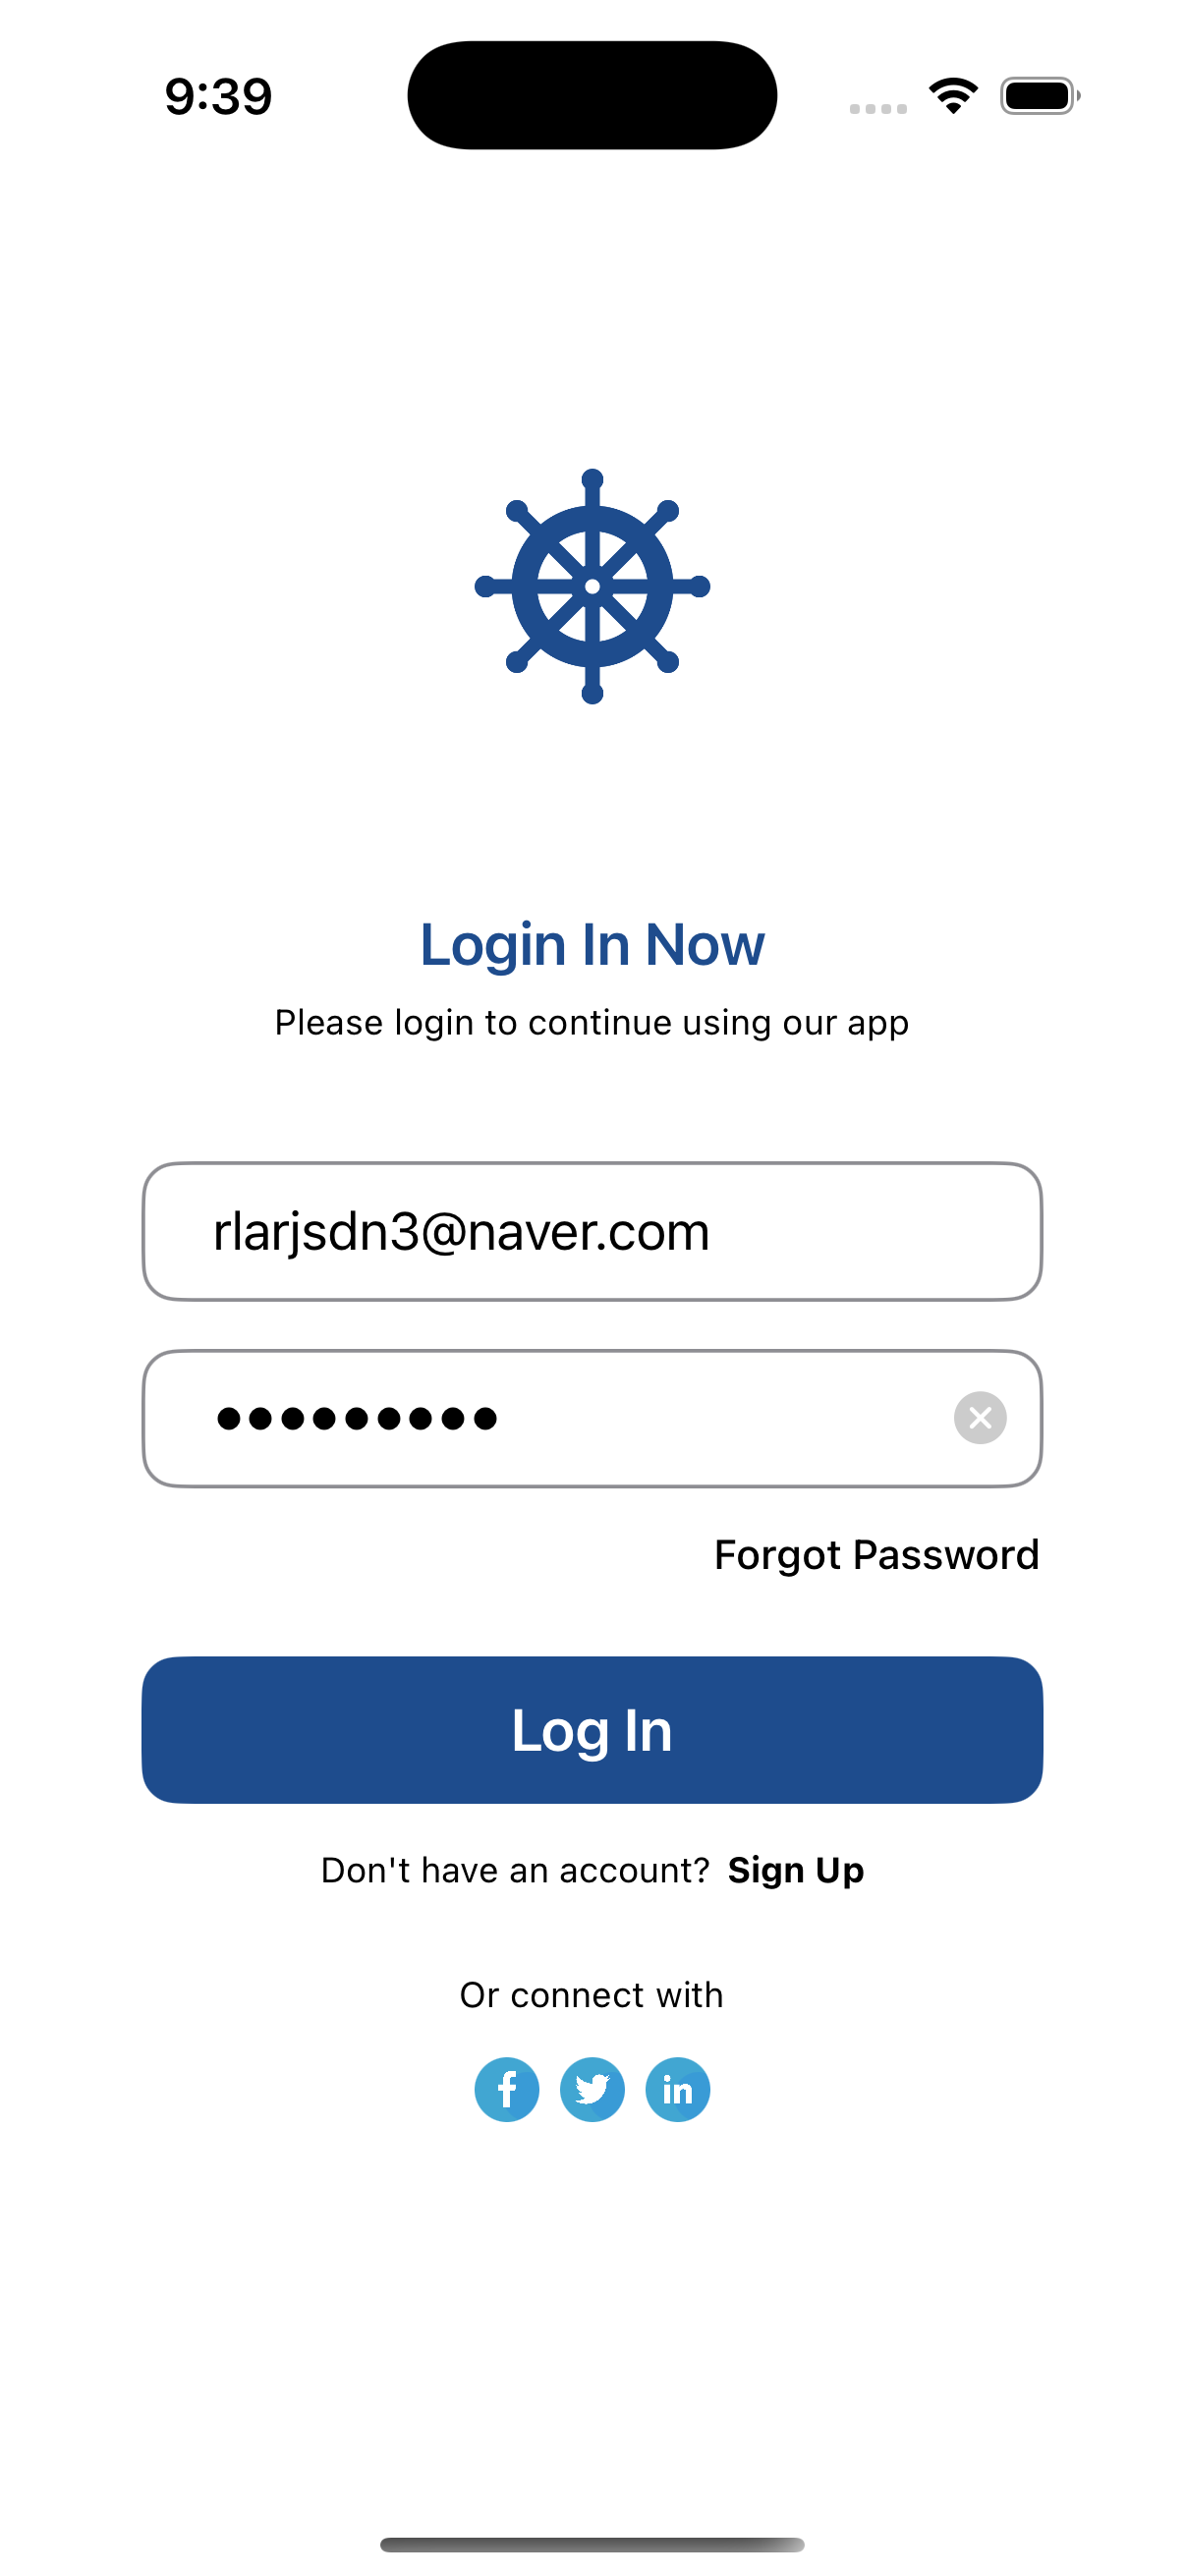 9:39
Login In Now
Please login to continue using our app
rlarjsdn3@naver.com
Forgot Password
Log In
Don't have an account? Sign Up
Or connect with
f
in